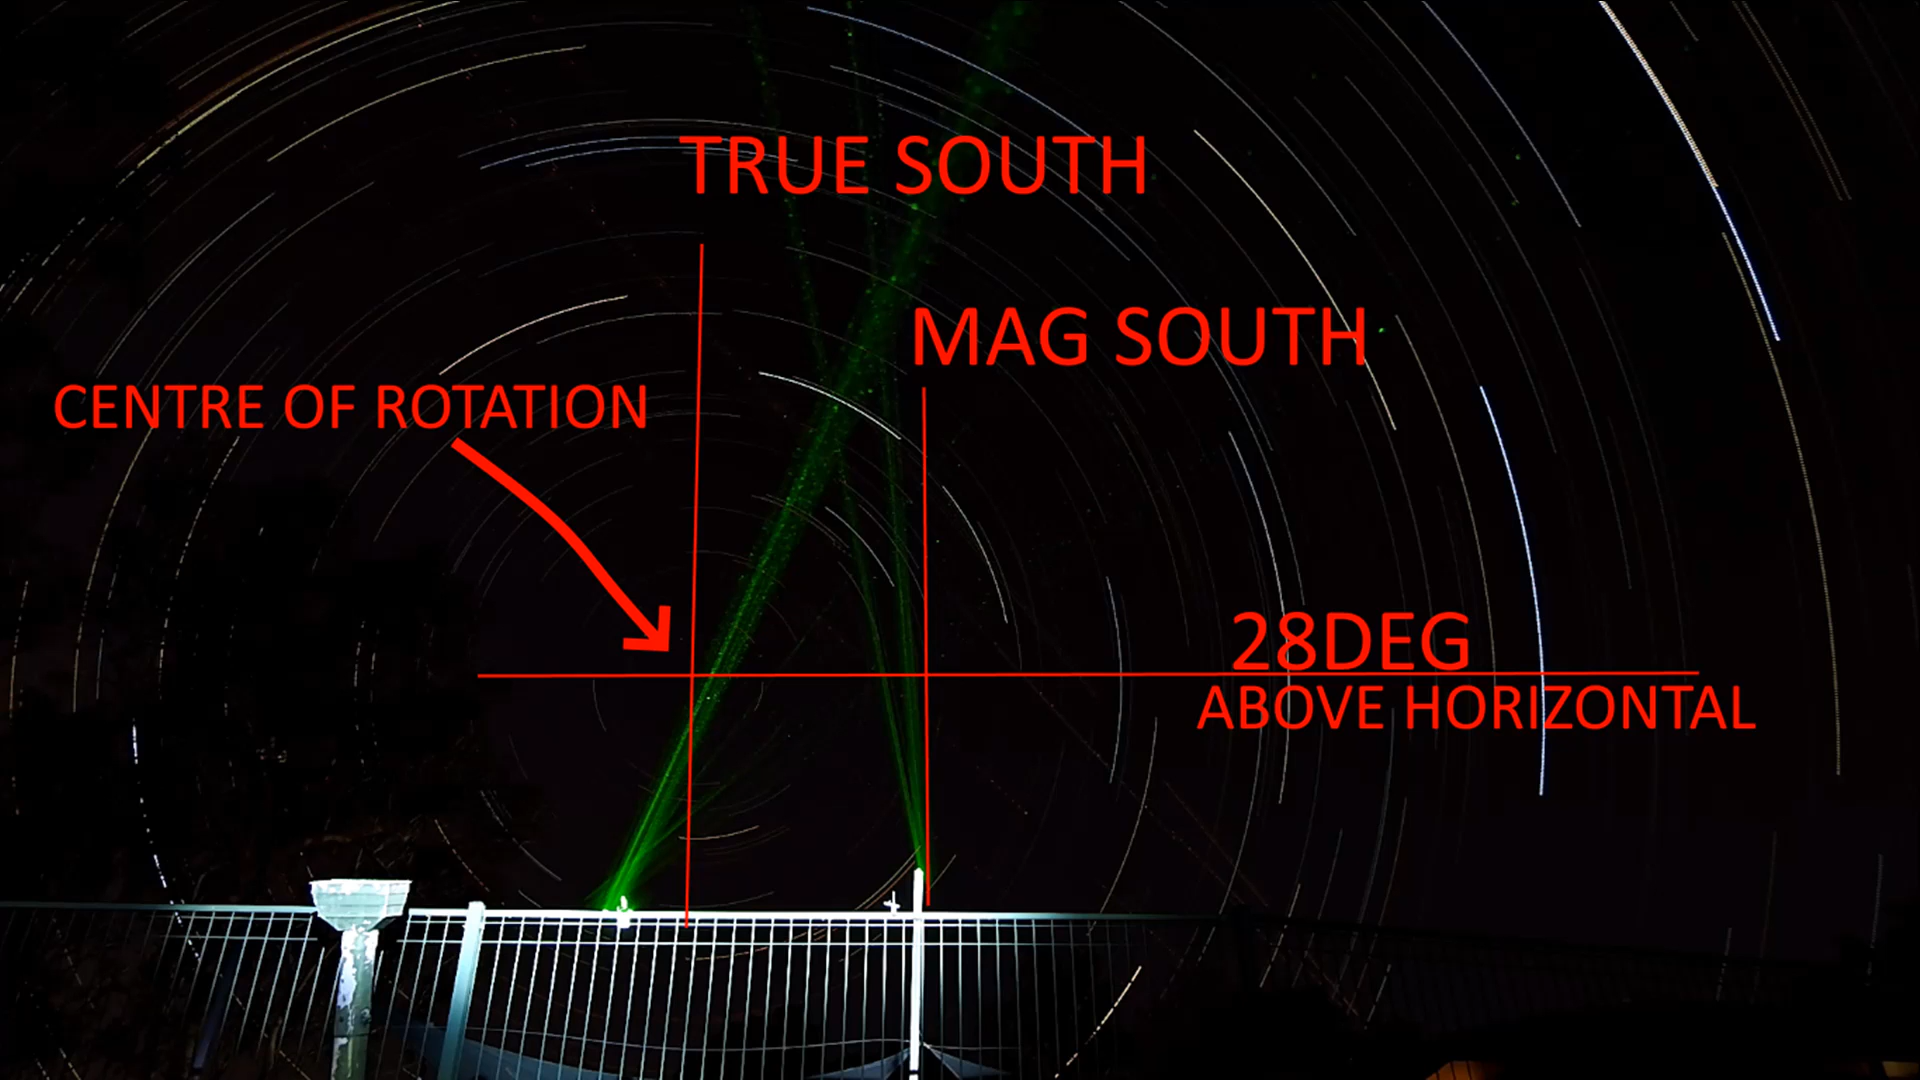 TRUE SOUTH
MAG SOUTH
CENTRE OF ROTATION
28DEG
ABOVE HORIZONTAL